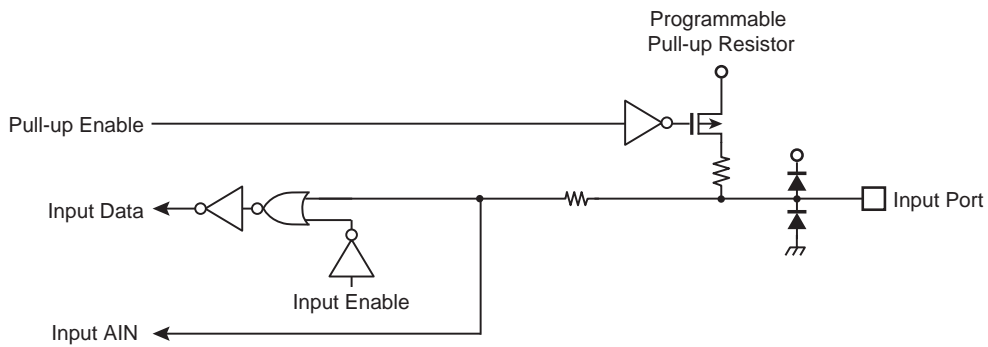 Programmable
Pull-up Resistor
Pull-up Enable
Input Data
Input Port
Input Enable
Input AIN